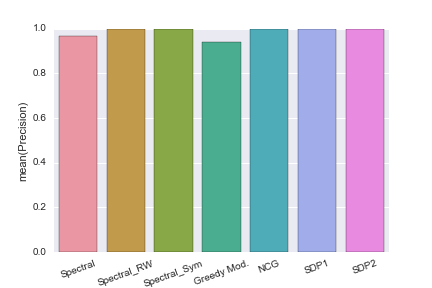 mean(Precision)
1.0
0.8
0.6
0.4
0.2
0.0
Spectral
Spectral_RW
Spectral_Sym
Greedy Mod.
NCG
SDP1
SDP2